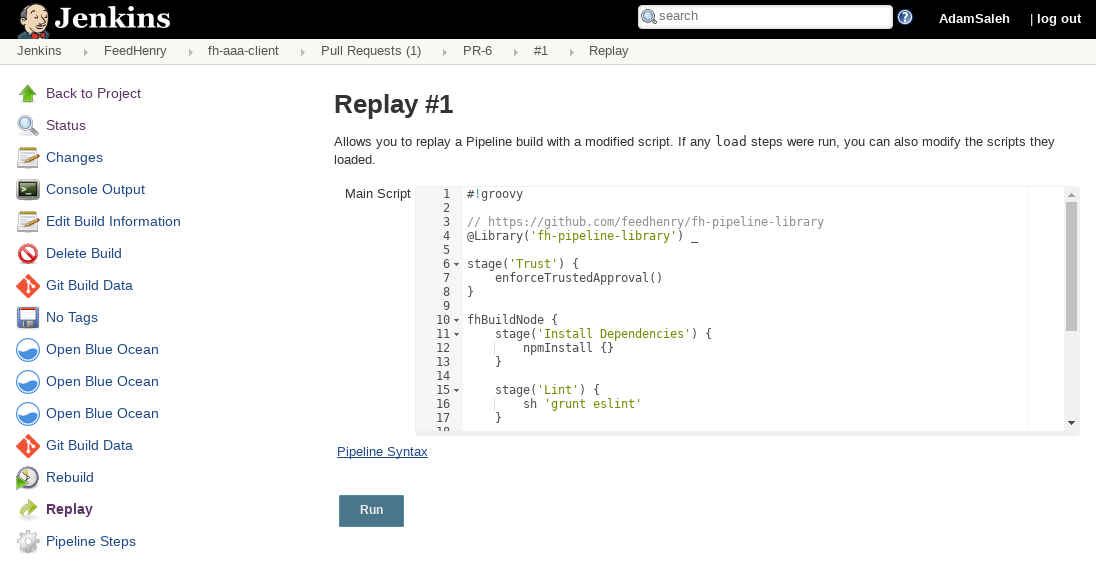 Jenkins
search
AdamSaleh | log out
Jenkins FeedHenry fh-aaa-client Pull Requests (1) PR-6 #1 Replay
Back to Project
Status
Changes
Console Output
Edit Build Information
Delete Build
Git Build Data
No Tags
Open Blue Ocean
Open Blue Ocean
Open Blue Ocean
Git Build Data
Rebuild
Replay
Pipeline Steps
Replay #1
Allows you to replay a Pipeline build with a modified script. If any load steps were run, you can also modify the scripts they
loaded.
Main Script
1 #!groovy
2
3 // https://github.com/feedhenry/fh-pipeline-library
4 @Library('fh-pipeline-library') _
5
6 stage('Trust') {
7     enforceTrustedApproval()
8 }
9
10 fhBuildNode {
11     stage('Install Dependencies') {
12         npmInstall {}
13     }
14
15     stage('Lint') {
16         sh 'grunt eslint'
17     }
18
Pipeline Syntax
Run